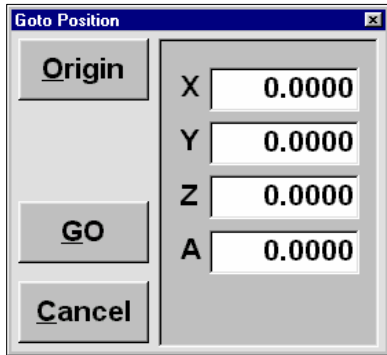 Goto Position
Origin
X 0.0000
Y 0.0000
Z 0.0000
GO
A 0.0000
Cancel